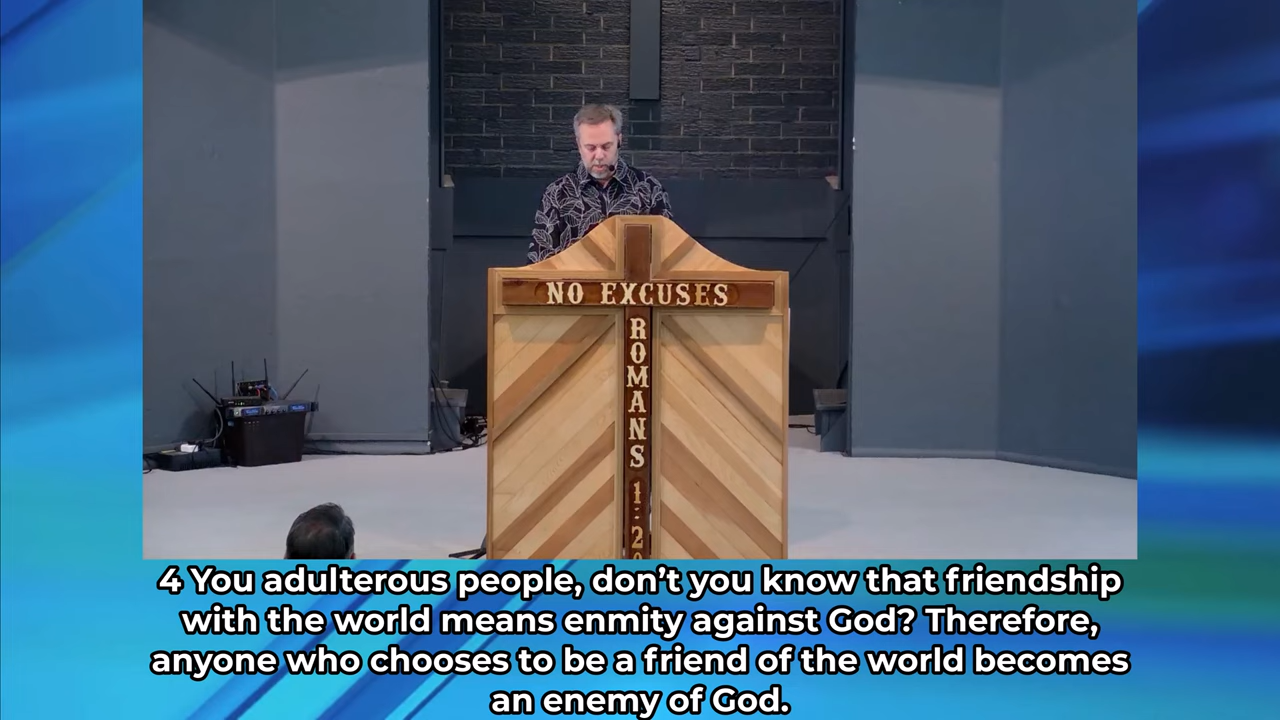 NO EXCUSES
ROMANS 1:20
4 You adulterous people, don’t you know that friendship
with the world means enmity against God? Therefore,
anyone who chooses to be a friend of the world becomes
an enemy of God.